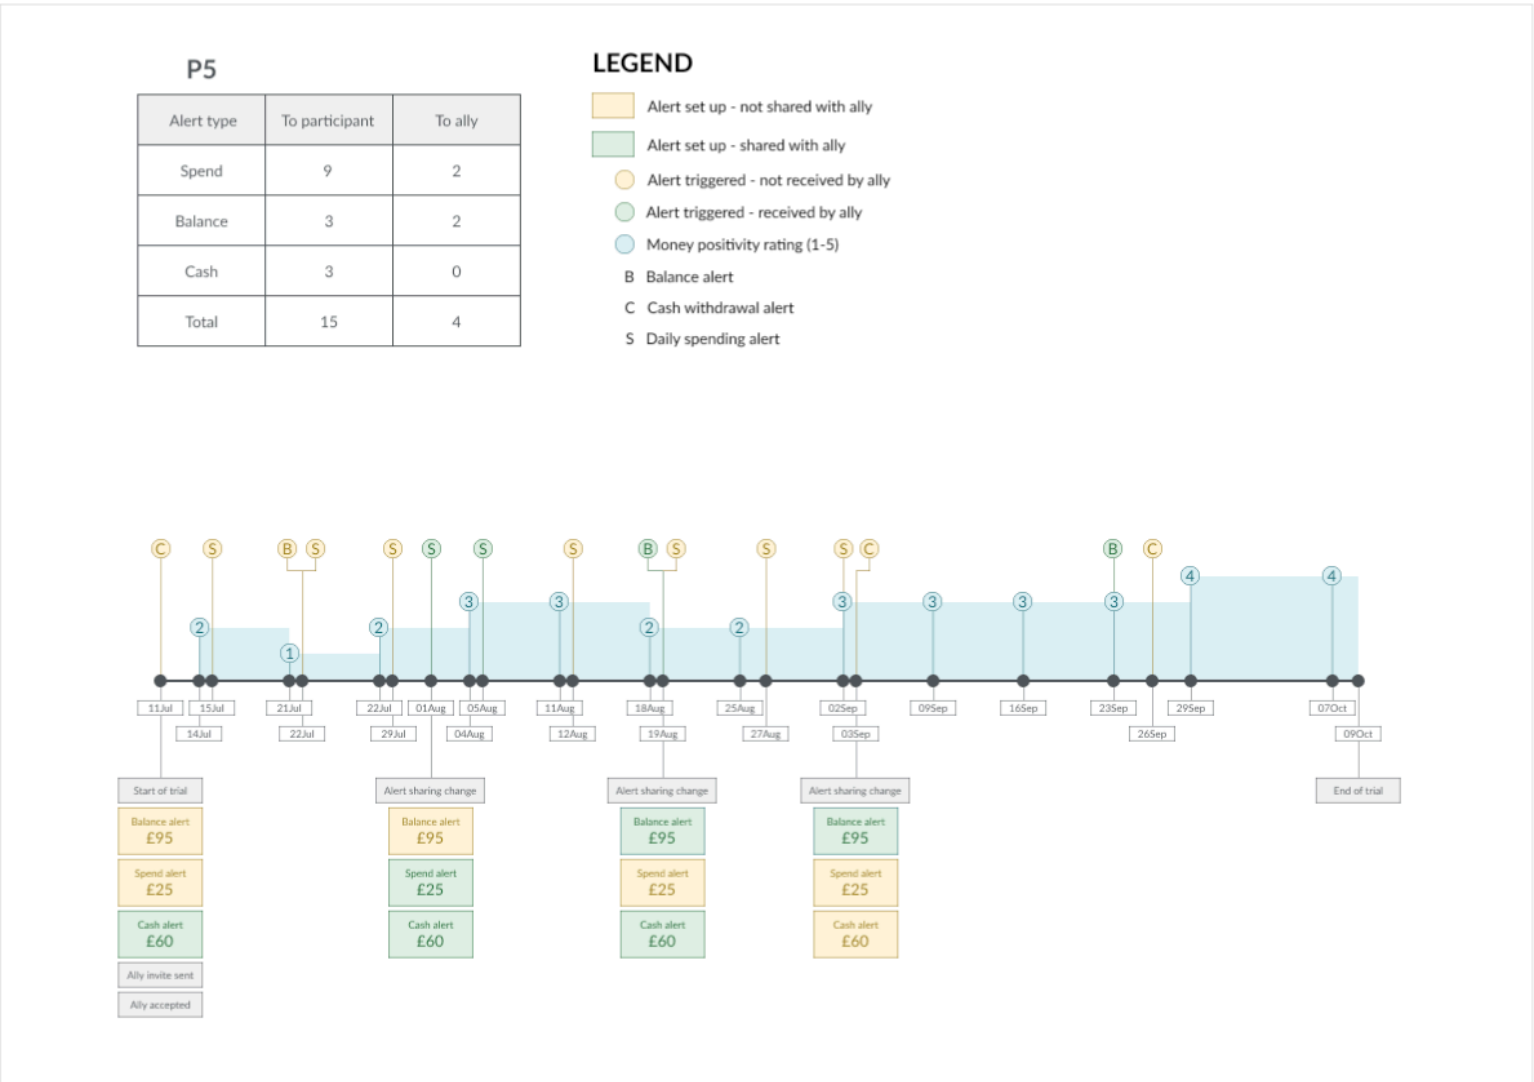 P5
Alert type To participant To ally
Spend 9 2
Balance 3 2
Cash 3 0
Total 15 4
LEGEND
Alert set up - not shared with ally
Alert set up - shared with ally
Alert triggered - not received by ally
Alert triggered - received by ally
Money positivity rating (1-5)
B Balance alert
C Cash withdrawal alert
S Daily spending alert
C S B S S S S S B S S S C B C
4 4
3 3 3 3 3 3
2 2 2 2
1
11Jul 15Jul 21Jul 22Jul 01Aug 05Aug 11Aug 18Aug 25Aug 02Sep 09Sep 16Sep 23Sep 29Sep 07Oct
14Jul 22Jul 29Jul 04Aug 12Aug 19Aug 27Aug 03Sep 26Sep 09Oct
Start of trial Alert sharing change Alert sharing change Alert sharing change End of trial
Balance alert Balance alert Balance alert Balance alert
£95 £95 £95 £95
Spend alert Spend alert Spend alert Spend alert
£25 £25 £25 £25
Cash alert Cash alert Cash alert Cash alert
£60 £60 £60 £60
Ally invite sent
Ally accepted